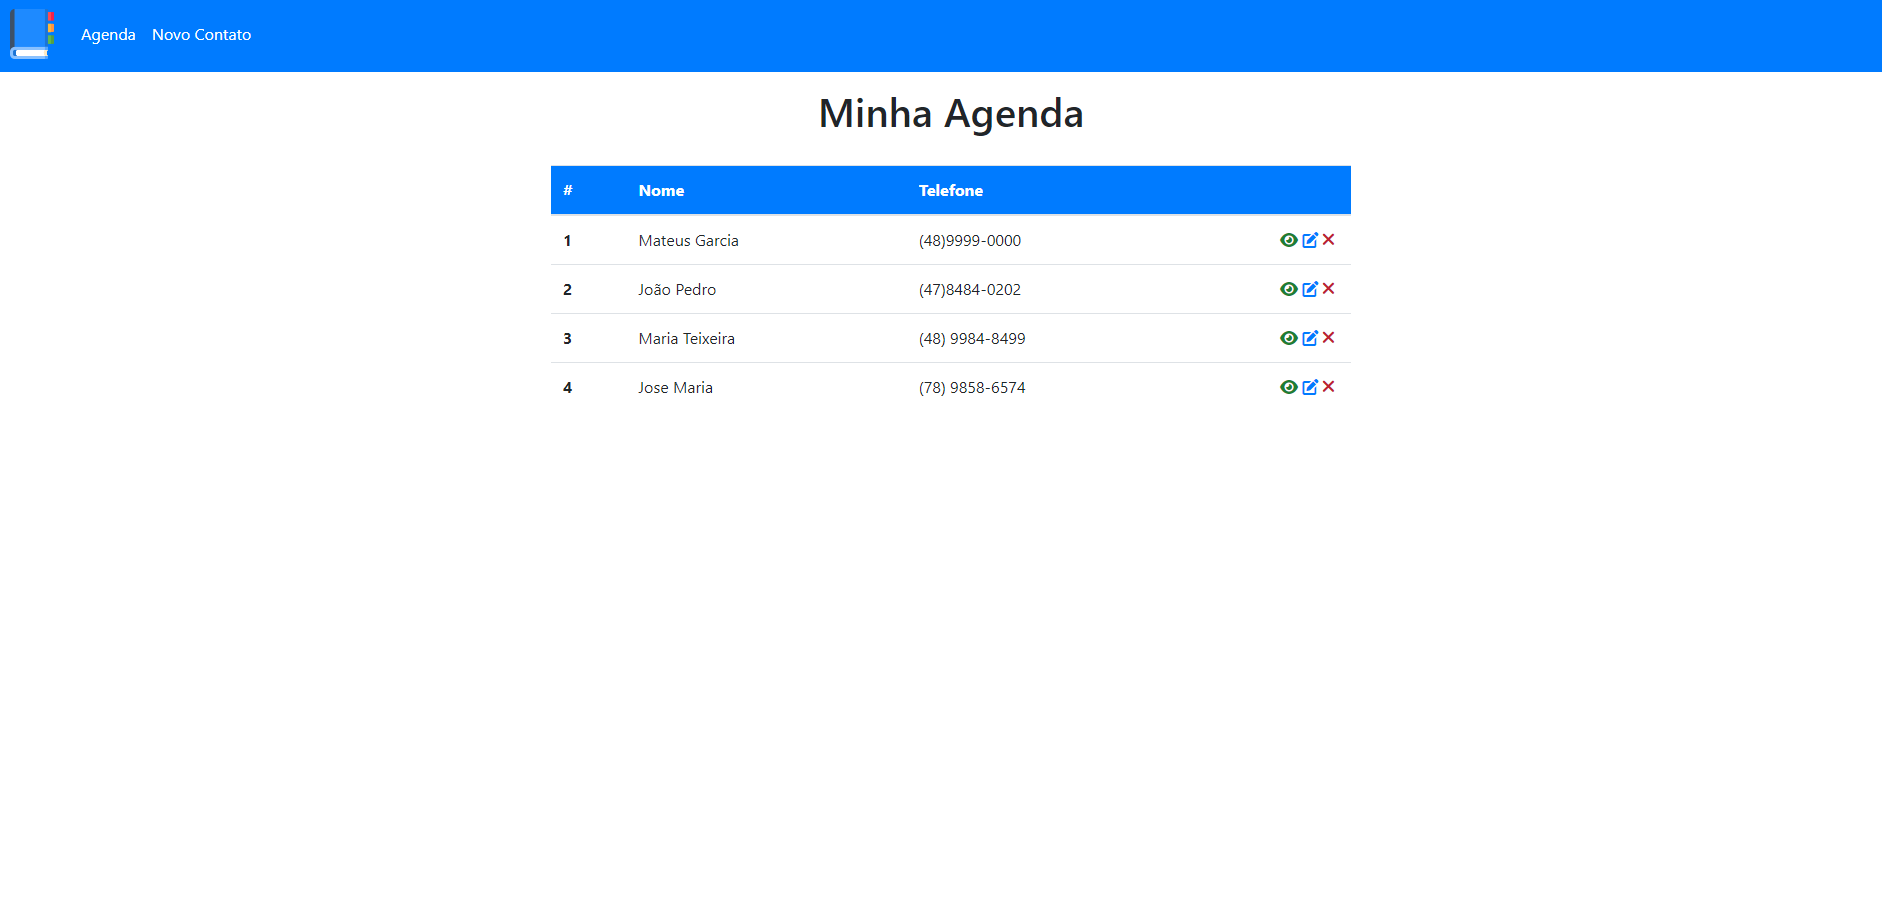 Agenda Novo Contato
Minha Agenda
# Nome Telefone
1 Mateus Garcia (48)9999-0000
2 João Pedro (47)8484-0202
3 Maria Teixeira (48) 9984-8499
4 Jose Maria (78) 9858-6574